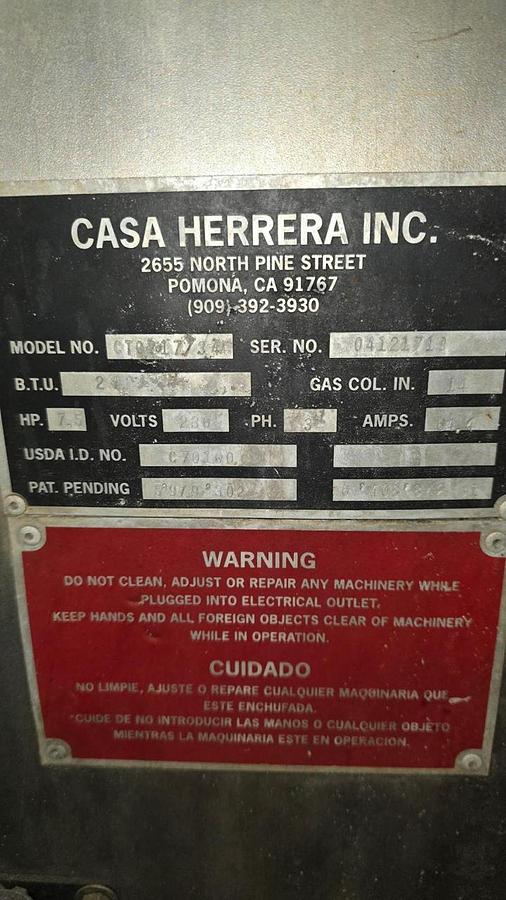 CASA HERRERA INC.
2655 NORTH PINE STREET
POMONA, CA 91767
(909) 392-3930
MODEL NO. SER. NO.
B.T.U. GAS COL. IN.
HP. 7.5 VOLTS 230 PH. 3 AMPS.
USDA I.D. NO.
PAT. PENDING
WARNING
DO NOT CLEAN, ADJUST OR REPAIR ANY MACHINERY WHILE
PLUGGED INTO ELECTRICAL OUTLET.
KEEP HANDS AND ALL FOREIGN OBJECTS CLEAR OF MACHINERY
WHILE IN OPERATION.
CUIDADO
NO LIMPIE, AJUSTE O REPARE CUALQUIER MAQUINARIA QUE
ESTE ENCHUFADA.
CUIDE DE NO INTRODUCIR LAS MANOS O CUALQUIER OBJETO
MIENTRAS LA MAQUINARIA ESTE EN OPERACION.